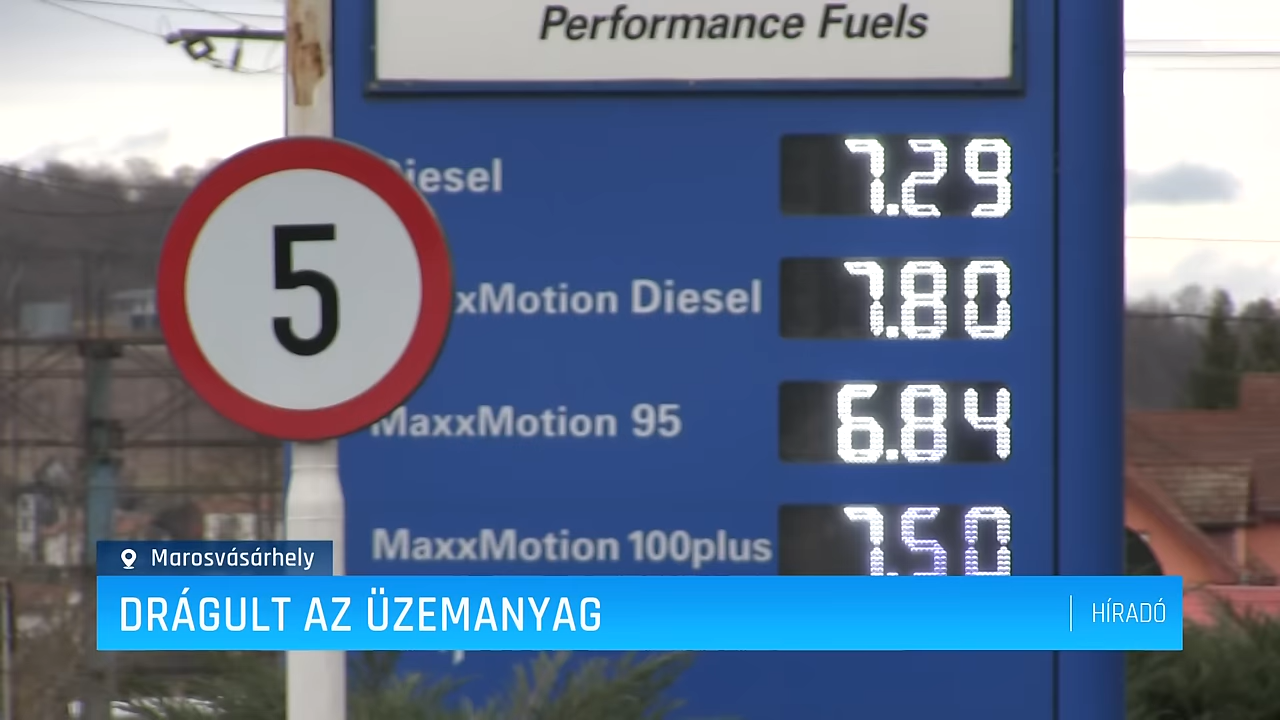 Performance Fuels
Diesel 7.29
xxMotion Diesel 7.80
MaxxMotion 95 6.84
MaxxMotion 100plus 7.50
5
Marosvásárhely
DRÁGULT AZ ÜZEMANYAG
HÍRADÓ